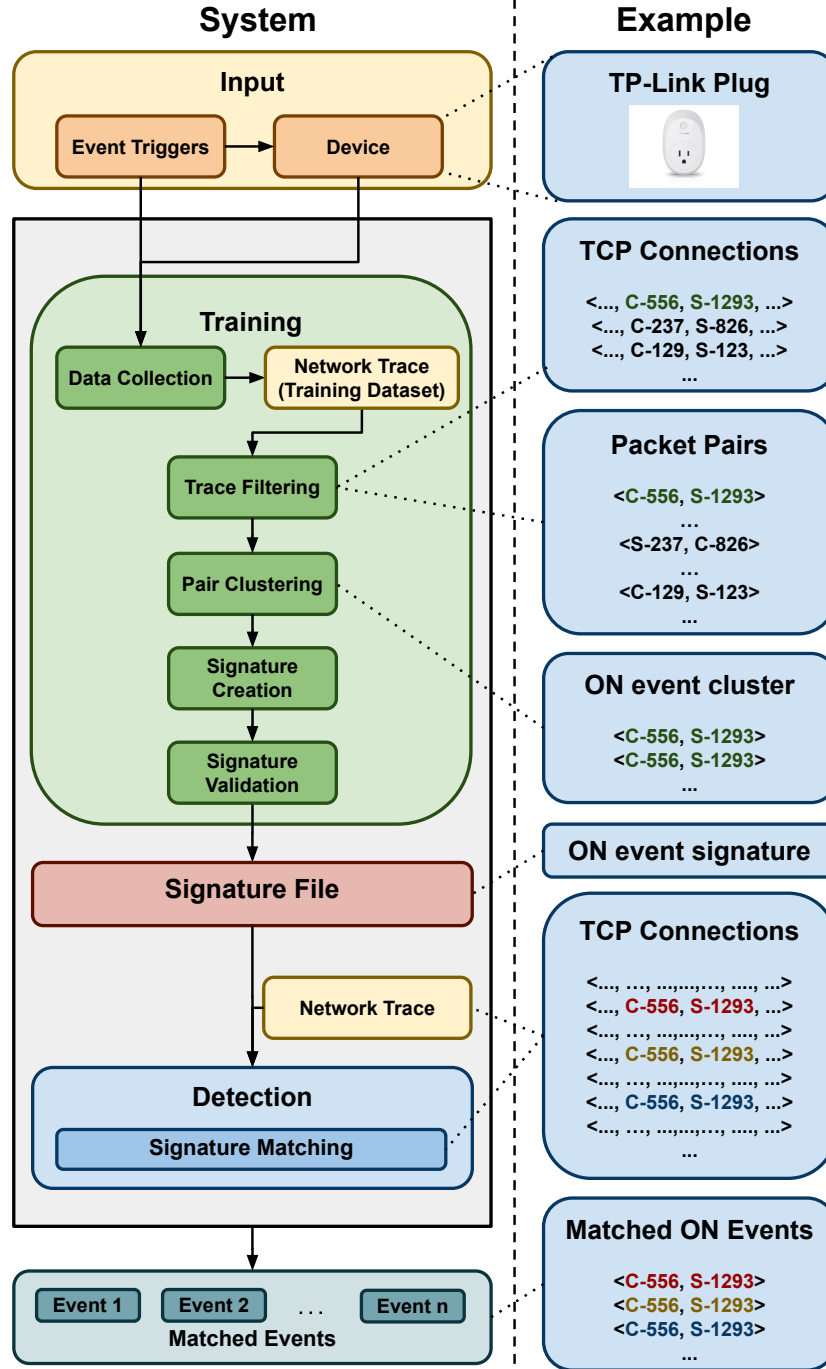 System
Input
Event Triggers
Device
Training
Data Collection
Network Trace
(Training Dataset)
Trace Filtering
Pair Clustering
Signature
Creation
Signature
Validation
Signature File
Network Trace
Detection
Signature Matching
Event 1
Event 2
...
Event n
Matched Events
Example
TP-Link Plug
TCP Connections
<..., C-556, S-1293, ...>
<..., C-237, S-826, ...>
<..., C-129, S-123, ...>
...
Packet Pairs
<C-556, S-1293>
...
<S-237, C-826>
...
<C-129, S-123>
...
ON event cluster
<C-556, S-1293>
<C-556, S-1293>
...
ON event signature
TCP Connections
<..., …, ...,...,…, ...., ...>
<..., C-556, S-1293, ...>
<..., …, ...,...,…, ...., ...>
<..., C-556, S-1293, ...>
<..., …, ...,...,…, ...., ...>
<..., C-556, S-1293, ...>
<..., …, ...,...,…, ...., ...>
...
Matched ON Events
<C-556, S-1293>
<C-556, S-1293>
<C-556, S-1293>
...